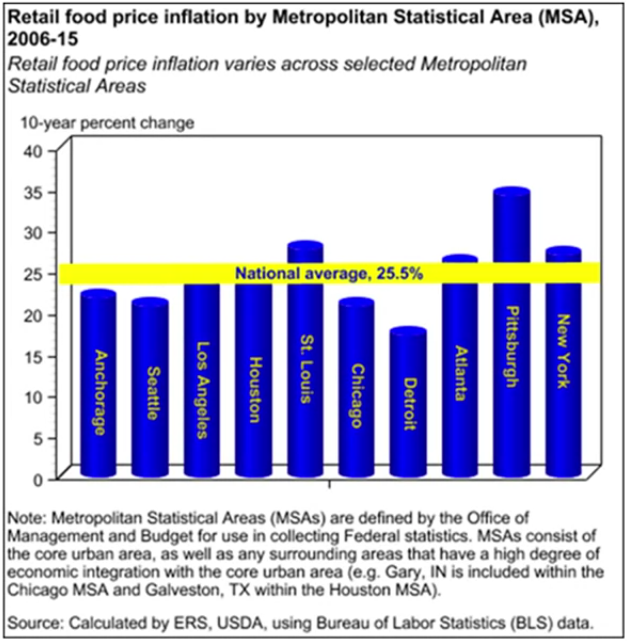 Retail food price inflation by Metropolitan Statistical Area (MSA),
2006-15
Retail food price inflation varies across selected Metropolitan
Statistical Areas
10-year percent change
40
35
30
25
20
15
10
5
0
National average, 25.5%
Anchorage
Seattle
Los Angeles
Houston
St. Louis
Chicago
Detroit
Atlanta
Pittsburgh
New York
Note: Metropolitan Statistical Areas (MSAs) are defined by the Office of
Management and Budget for use in collecting Federal statistics. MSAs consist of
the core urban area, as well as any surrounding areas that have a high degree of
economic integration with the core urban area (e.g. Gary, IN is included within the
Chicago MSA and Galveston, TX within the Houston MSA).
Source: Calculated by ERS, USDA, using Bureau of Labor Statistics (BLS) data.